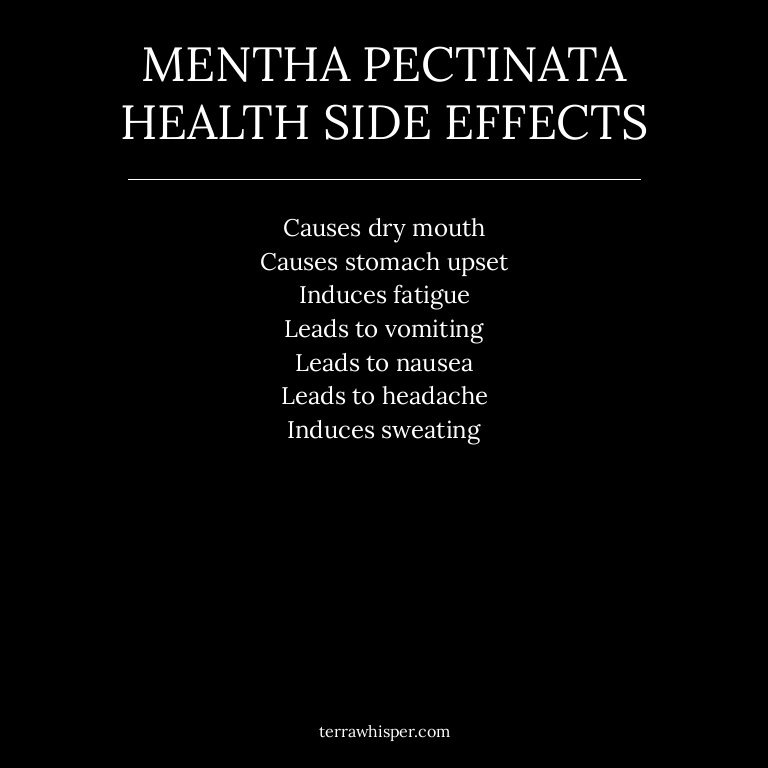 MENTHA PECTINATA
HEALTH SIDE EFFECTS
Causes dry mouth
Causes stomach upset
Induces fatigue
Leads to vomiting
Leads to nausea
Leads to headache
Induces sweating
terrawhisper.com